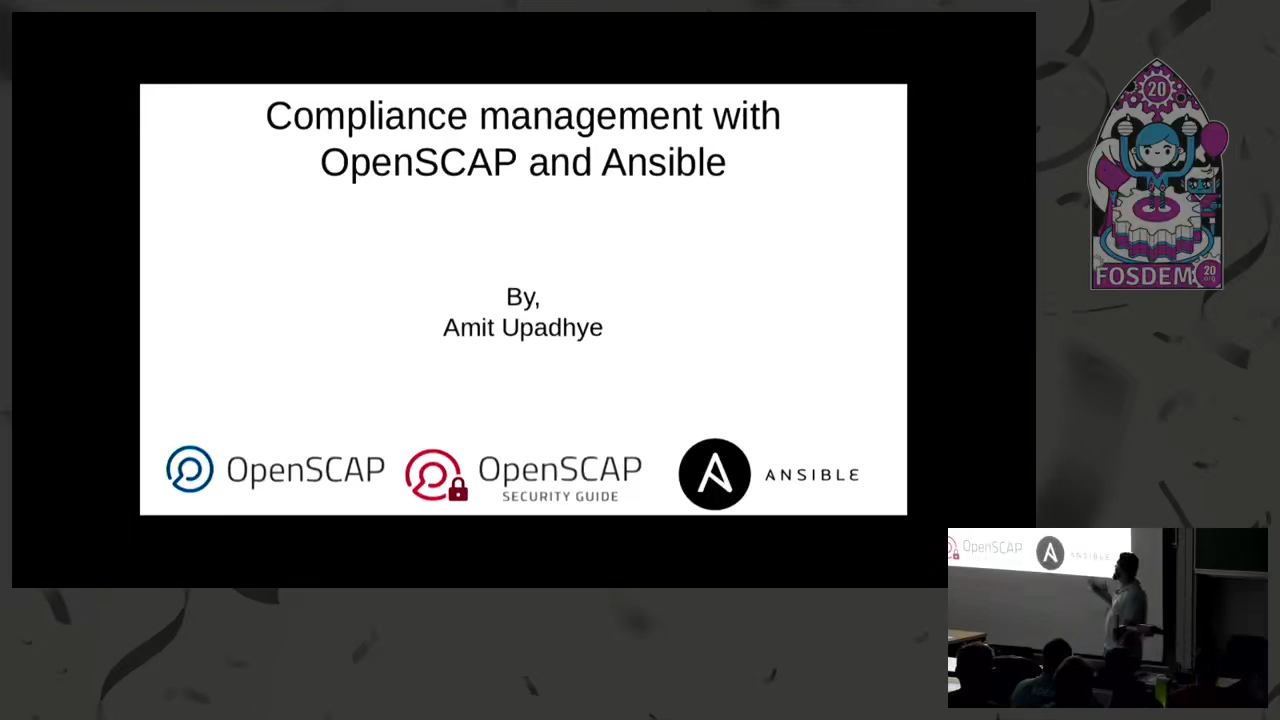 Compliance management with
OpenSCAP and Ansible
By,
Amit Upadhye
OpenSCAP
OpenSCAP
SECURITY GUIDE
ANSIBLE
20
FOSDEM
20
.org
OpenSCAP
ANSIBLE